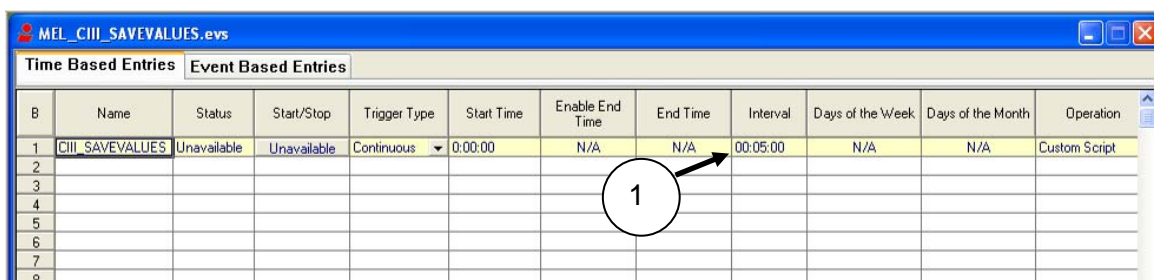 MEL_CIII_SAVEVALUES.evs
Time Based Entries Event Based Entries
B Name Status Start/Stop Trigger Type Start Time Enable End Time End Time Interval Days of the Week Days of the Month Operation
1 CIII_SAVEVALUES Unavailable Unavailable Continuous 0:00:00 N/A N/A 00:05:00 N/A N/A Custom Script
2
3
4
1
5
6
7